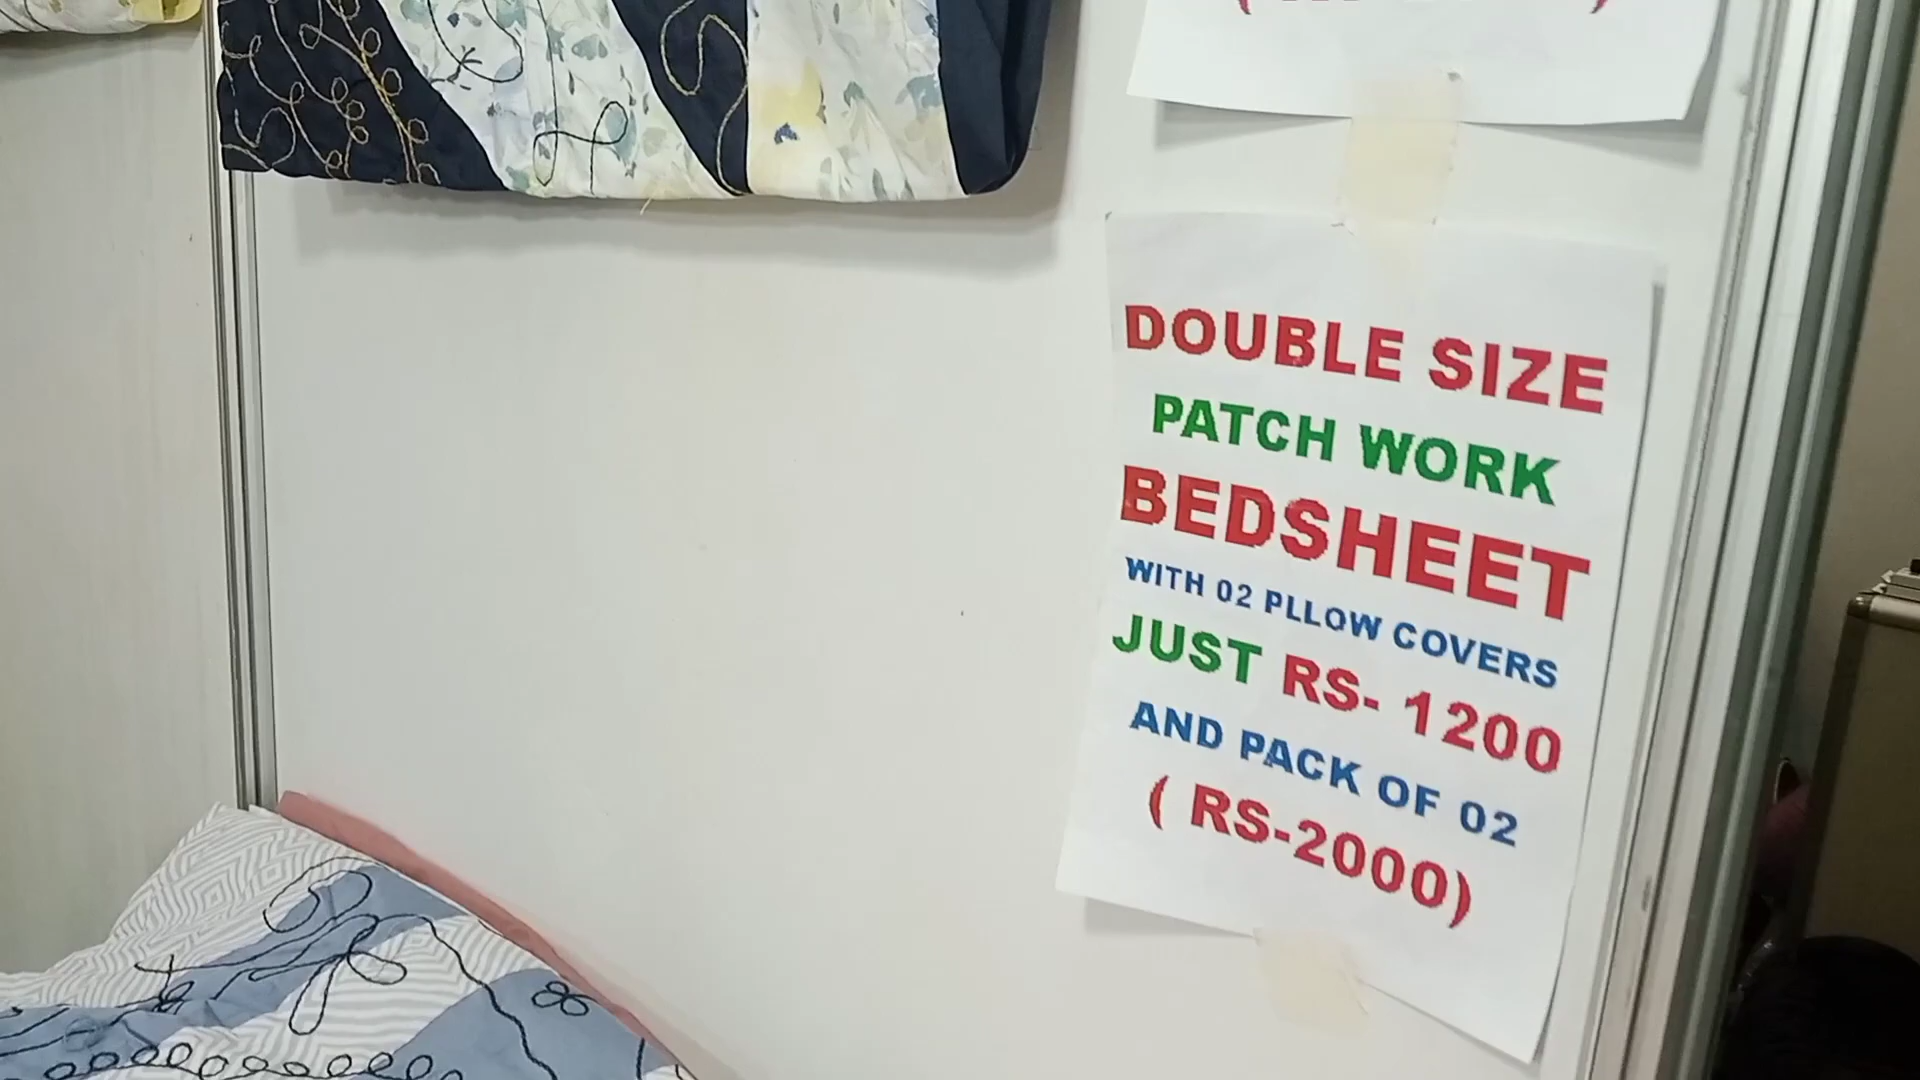 DOUBLE SIZE
PATCH WORK
BEDSHEET
WITH 02 PLLOW COVERS
JUST RS- 1200
AND PACK OF 02
( RS-2000)